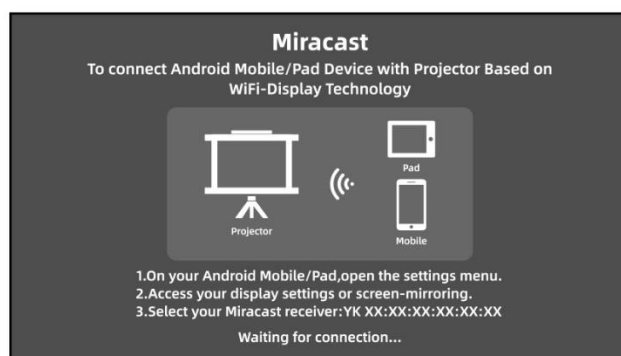 Miracast
To connect Android Mobile/Pad Device with Projector Based on
WiFi-Display Technology
Pad
Projector
Mobile
1.On your Android Mobile/Pad,open the settings menu.
2.Access your display settings or screen-mirroring.
3.Select your Miracast receiver:YK XX:XX:XX:XX:XX:XX
Waiting for connection...